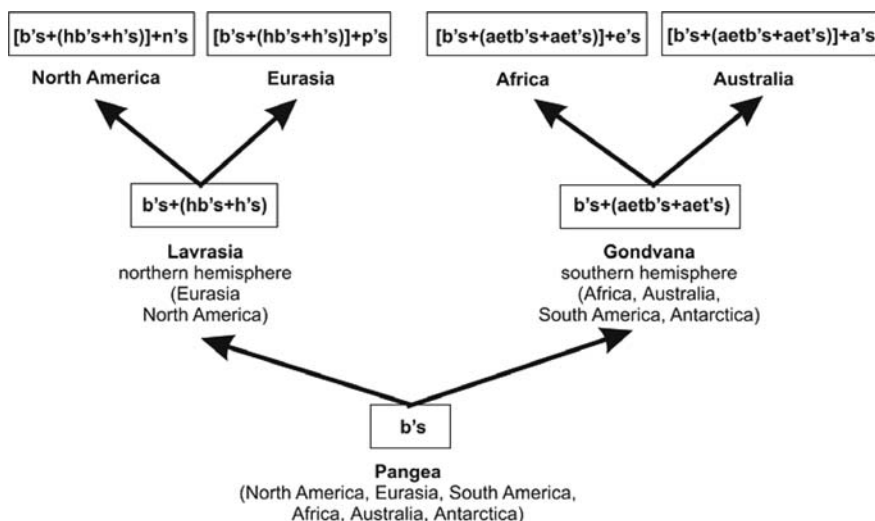 [b's+(hb's+h's)]+n's
[b's+(hb's+h's)]+p's
[b's+(aetb's+aet's)]+e's
[b's+(aetb's+aet's)]+a's
North America
Eurasia
Africa
Australia
b's+(hb's+h's)
b's+(aetb's+aet's)
Lavrasia
northern hemisphere
(Eurasia
North America)
Gondvana
southern hemisphere
(Africa, Australia,
South America, Antarctica)
b's
Pangea
(North America, Eurasia, South America,
Africa, Australia, Antarctica)